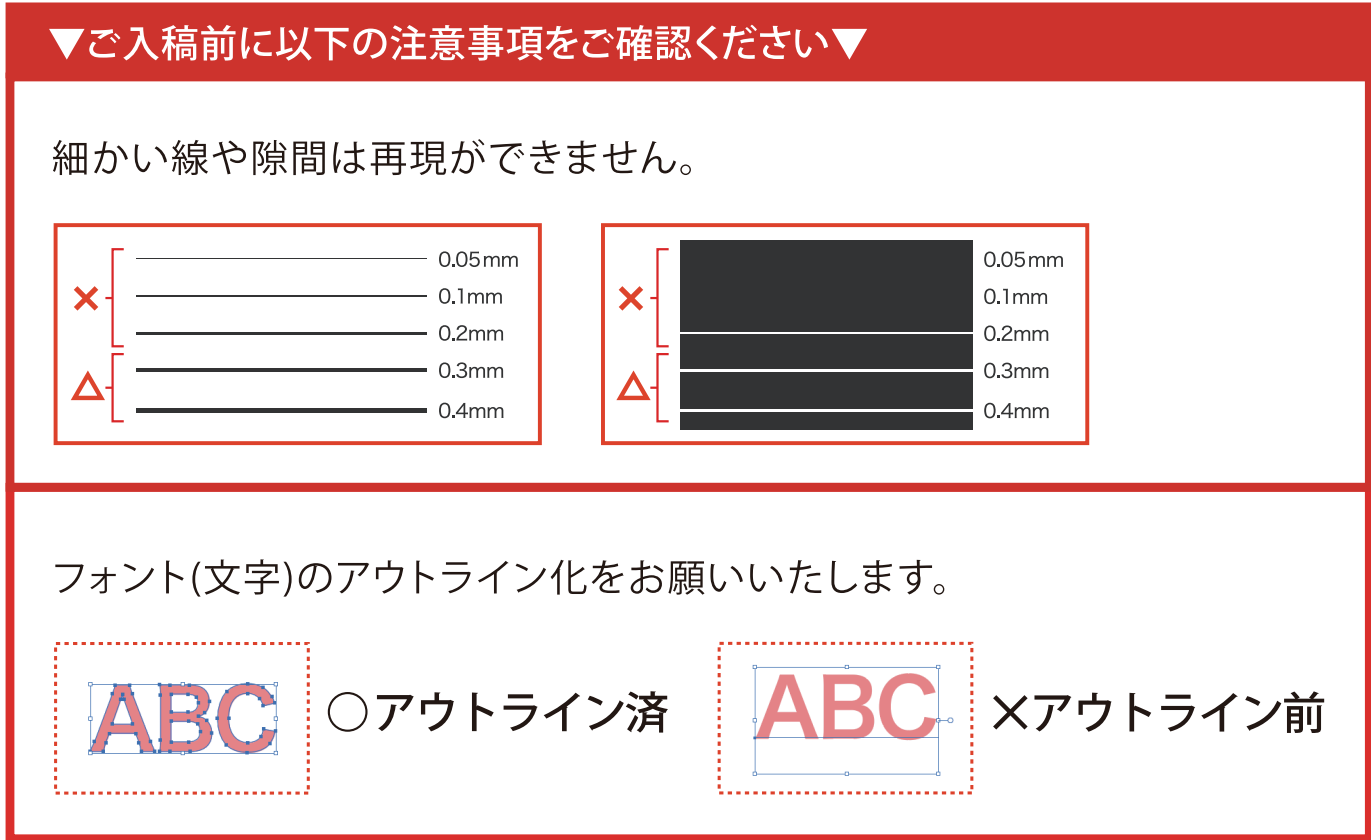 ▼ご入稿前に以下の注意事項をご確認ください▼
細かい線や隙間は再現ができません。
× 0.05mm
0.1mm
0.2mm
△ 0.3mm
0.4mm
× 0.05mm
0.1mm
0.2mm
△ 0.3mm
0.4mm
フォント(文字)のアウトライン化をお願いいたします。
ABC ○アウトライン済
ABC ×アウトライン前